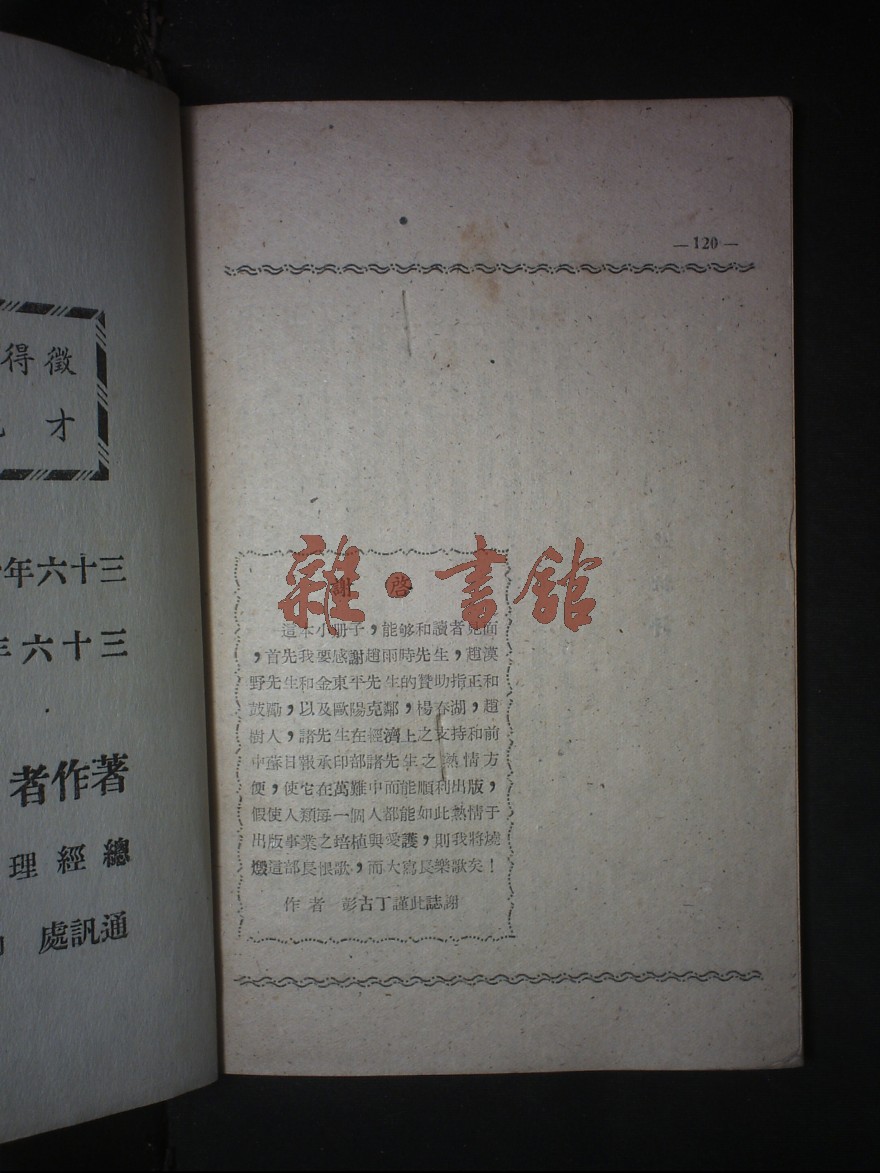 得徵
才
三十六年
三十六年
著作者
總經理
通訊處
—120—
雜·書館
謝啓
這本小册子，能够和讀者見面
，首先我要感謝趙雨時先生，趙漢
野先生和金東平先生的贊助指正和
鼓勵，以及歐陽克鄰，楊春湖，趙
樹人，諸先生在經濟上之支持和前
中蘇日報承印部諸先生之熱情方
便，使它在萬難中而能順利出版，
假使人類每一個人都能如此熱情于
出版事業之培植與愛護，則我將燒
燬這部長恨歌，而大寫長樂歌矣！
作者 彭古丁謹此誌謝